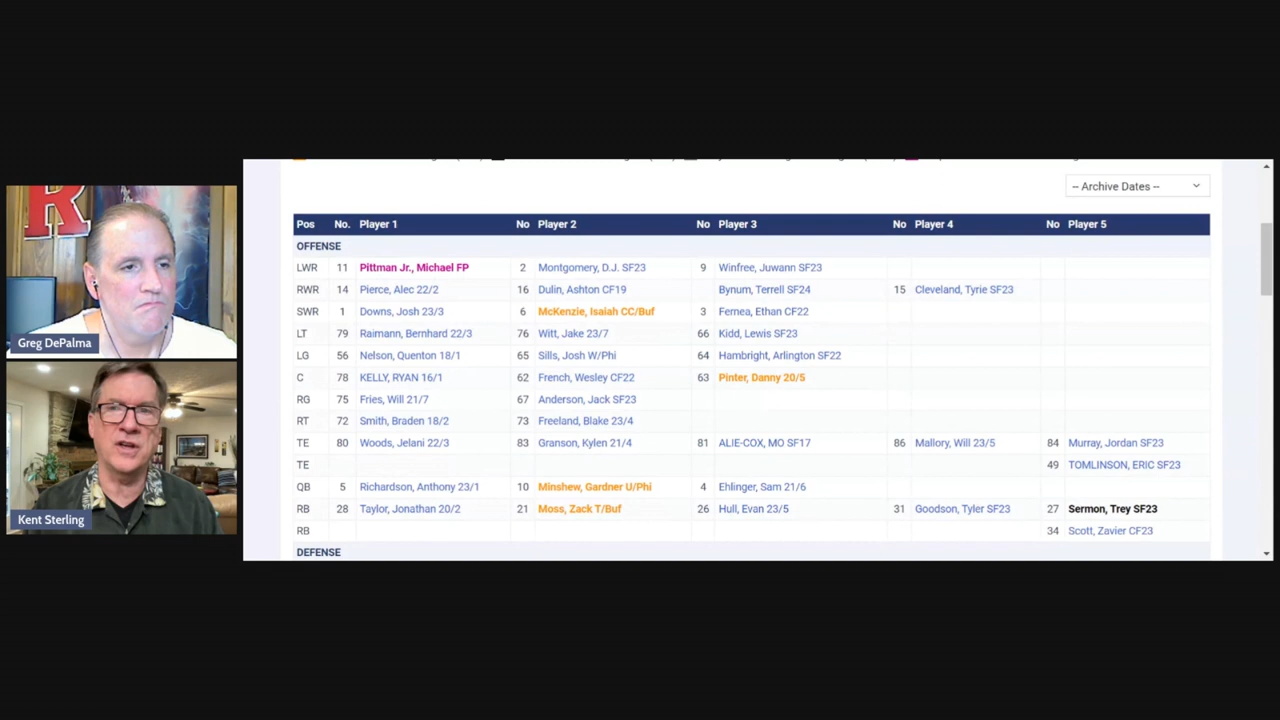 -- Archive Dates --
Pos No. Player 1 No Player 2 No Player 3 No Player 4 No Player 5
OFFENSE
LWR 11 Pittman Jr., Michael FP 2 Montgomery, D.J. SF23 9 Winfree, Juwann SF23
RWR 14 Pierce, Alec 22/2 16 Dulin, Ashton CF19 Bynum, Terrell SF24 15 Cleveland, Tyrie SF23
SWR 1 Downs, Josh 23/3 6 McKenzie, Isaiah CC/Buf 3 Fernea, Ethan CF22
LT 79 Raimann, Bernhard 22/3 76 Witt, Jake 23/7 66 Kidd, Lewis SF23
LG 56 Nelson, Quenton 18/1 65 Sills, Josh W/Phi 64 Hambright, Arlington SF22
C 78 KELLY, RYAN 16/1 62 French, Wesley CF22 63 Pinter, Danny 20/5
RG 75 Fries, Will 21/7 67 Anderson, Jack SF23
RT 72 Smith, Braden 18/2 73 Freeland, Blake 23/4
TE 80 Woods, Jelani 22/3 83 Granson, Kylen 21/4 81 ALIE-COX, MO SF17 86 Mallory, Will 23/5 84 Murray, Jordan SF23
TE 49 TOMLINSON, ERIC SF23
QB 5 Richardson, Anthony 23/1 10 Minshew, Gardner U/Phi 4 Ehlinger, Sam 21/6
RB 28 Taylor, Jonathan 20/2 21 Moss, Zack T/Buf 26 Hull, Evan 23/5 31 Goodson, Tyler SF23 27 Sermon, Trey SF23
RB 34 Scott, Zavier CF23
DEFENSE
R
Greg DePalma
Kent Sterling